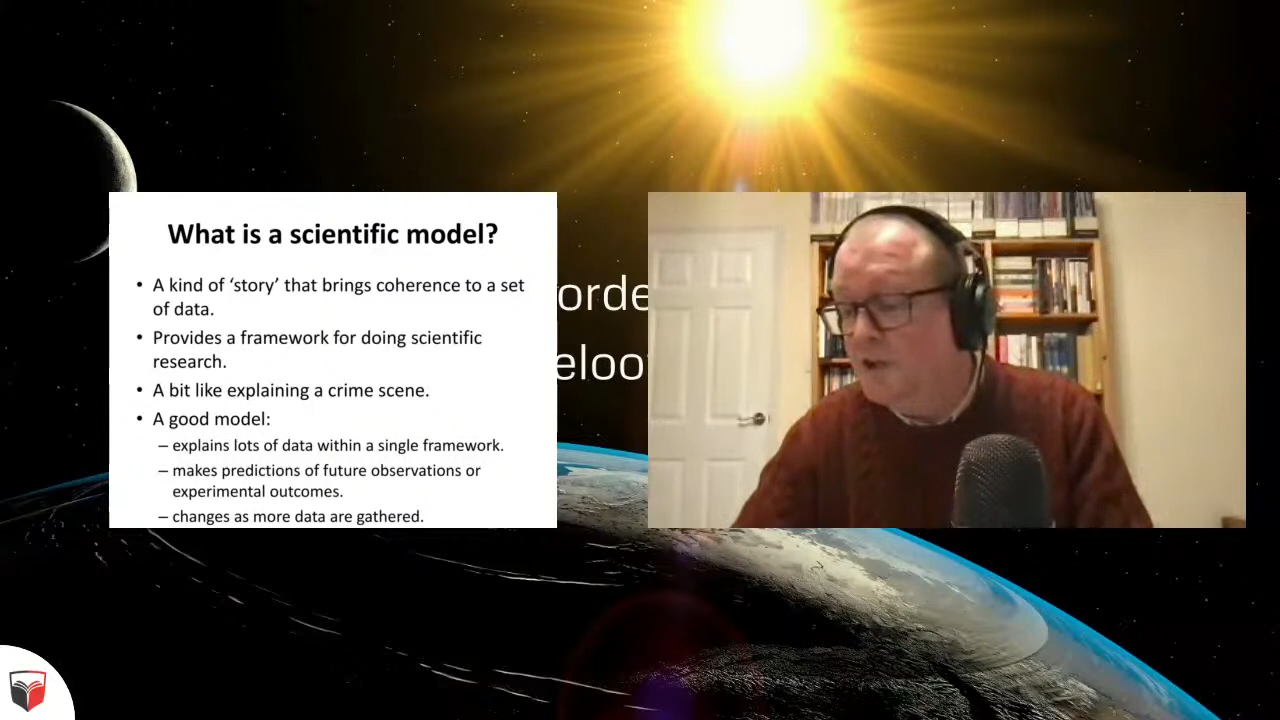 What is a scientific model?
• A kind of ‘story’ that brings coherence to a set
of data.
• Provides a framework for doing scientific
research.
• A bit like explaining a crime scene.
• A good model:
– explains lots of data within a single framework.
– makes predictions of future observations or
experimental outcomes.
– changes as more data are gathered.